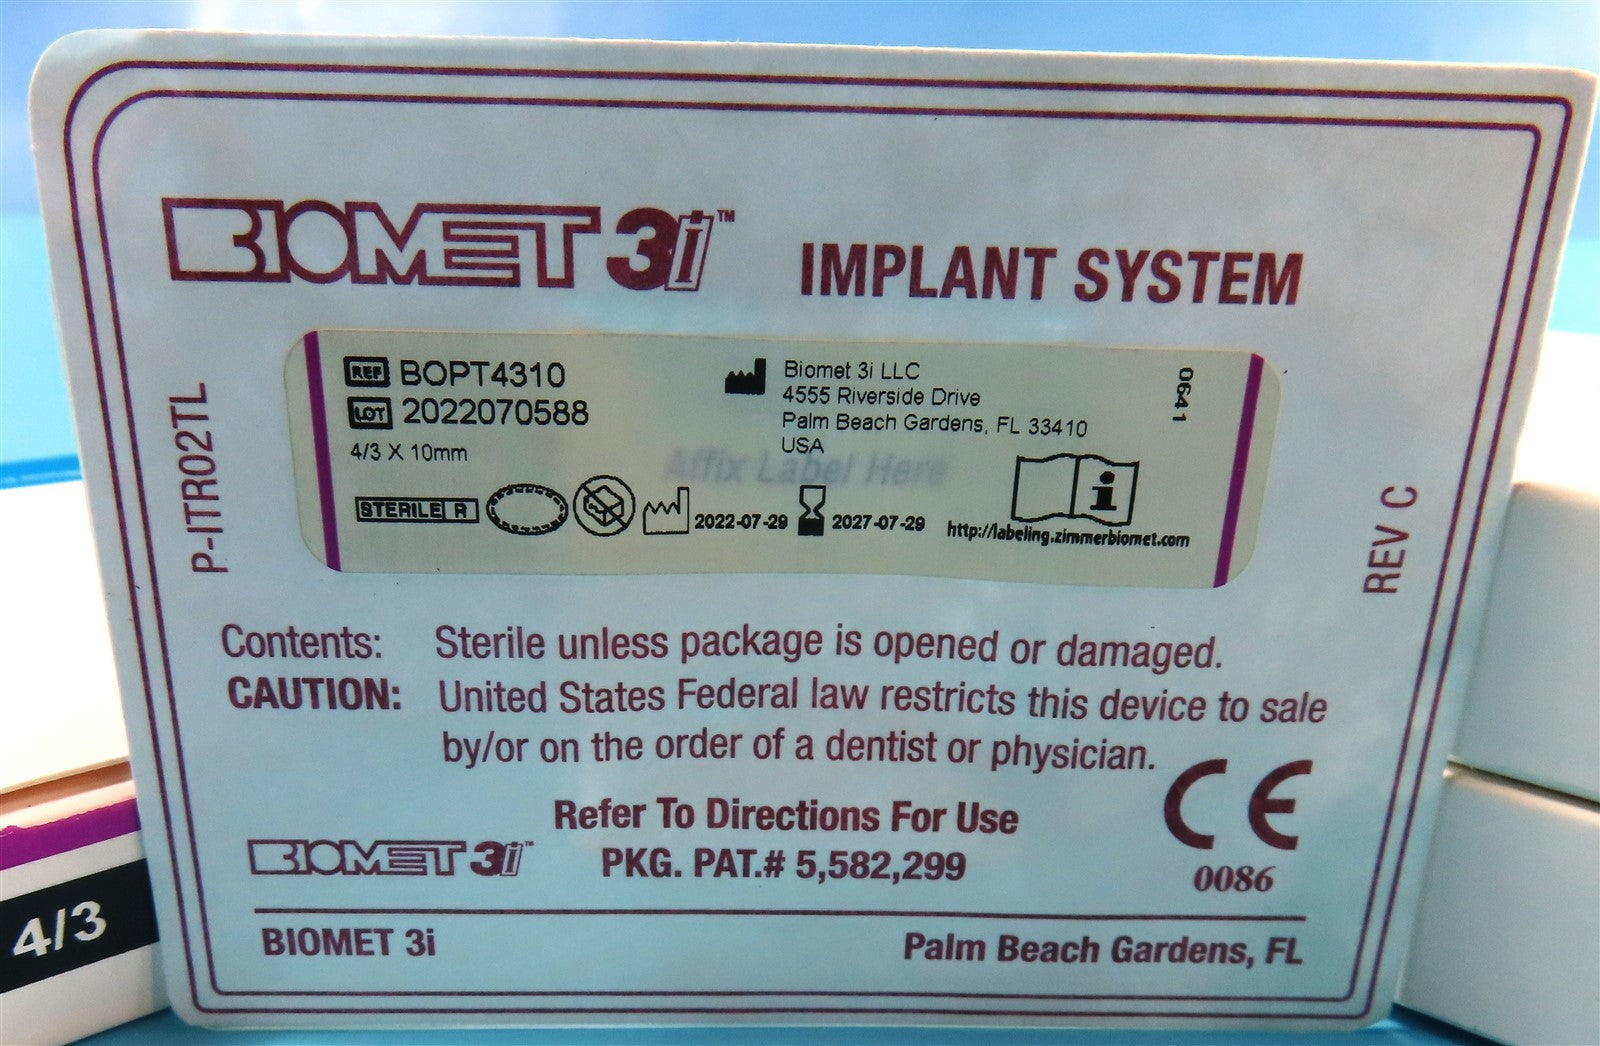 BIOMET 3i™ IMPLANT SYSTEM
REF BOPT4310
LOT 2022070588
4/3 X 10mm
Biomet 3i LLC
4555 Riverside Drive
Palm Beach Gardens, FL 33410
USA
0641
Affix Label Here
STERILE R
2022-07-29
2027-07-29
http://labeling.zimmerbiomet.com
P-ITR02TL
REV C
Contents: Sterile unless package is opened or damaged.
CAUTION: United States Federal law restricts this device to sale
by/or on the order of a dentist or physician.
Refer To Directions For Use
BIOMET 3i™ PKG. PAT.# 5,582,299
CE
0086
BIOMET 3i Palm Beach Gardens, FL
4/3